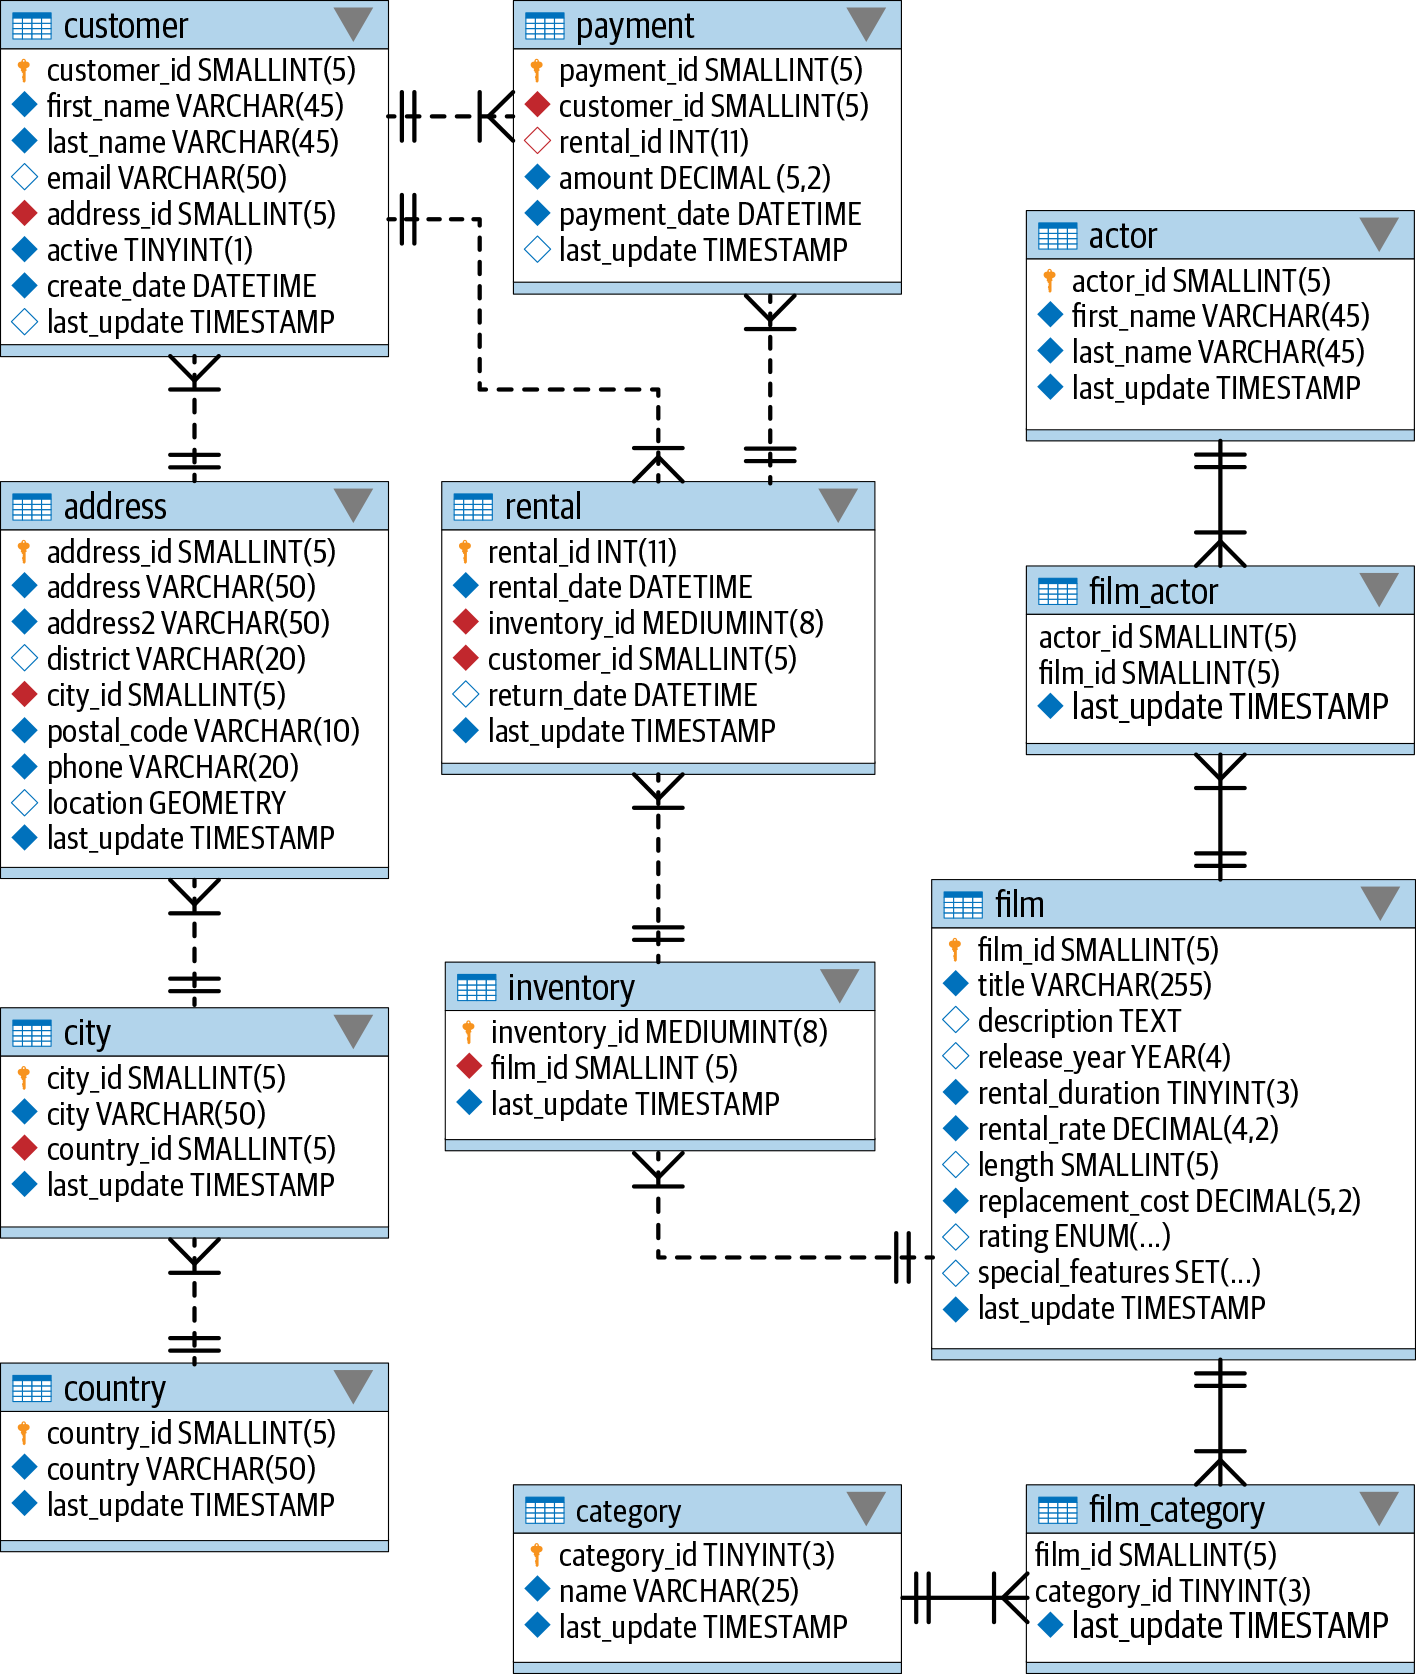 customer
customer_id SMALLINT(5)
first_name VARCHAR(45)
last_name VARCHAR(45)
email VARCHAR(50)
address_id SMALLINT(5)
active TINYINT(1)
create_date DATETIME
last_update TIMESTAMP
payment
payment_id SMALLINT(5)
customer_id SMALLINT(5)
rental_id INT(11)
amount DECIMAL (5,2)
payment_date DATETIME
last_update TIMESTAMP
actor
actor_id SMALLINT(5)
first_name VARCHAR(45)
last_name VARCHAR(45)
last_update TIMESTAMP
address
address_id SMALLINT(5)
address VARCHAR(50)
address2 VARCHAR(50)
district VARCHAR(20)
city_id SMALLINT(5)
postal_code VARCHAR(10)
phone VARCHAR(20)
location GEOMETRY
last_update TIMESTAMP
rental
rental_id INT(11)
rental_date DATETIME
inventory_id MEDIUMINT(8)
customer_id SMALLINT(5)
return_date DATETIME
last_update TIMESTAMP
film_actor
actor_id SMALLINT(5)
film_id SMALLINT(5)
last_update TIMESTAMP
city
city_id SMALLINT(5)
city VARCHAR(50)
country_id SMALLINT(5)
last_update TIMESTAMP
inventory
inventory_id MEDIUMINT(8)
film_id SMALLINT (5)
last_update TIMESTAMP
film
film_id SMALLINT(5)
title VARCHAR(255)
description TEXT
release_year YEAR(4)
rental_duration TINYINT(3)
rental_rate DECIMAL(4,2)
length SMALLINT(5)
replacement_cost DECIMAL(5,2)
rating ENUM(...)
special_features SET(...)
last_update TIMESTAMP
country
country_id SMALLINT(5)
country VARCHAR(50)
last_update TIMESTAMP
category
category_id TINYINT(3)
name VARCHAR(25)
last_update TIMESTAMP
film_category
film_id SMALLINT(5)
category_id TINYINT(3)
last_update TIMESTAMP